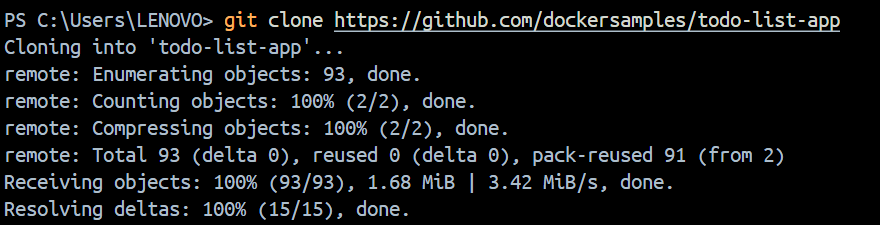 PS C:\Users\LENOVO> git clone https://github.com/dockersamples/todo-list-app
Cloning into 'todo-list-app'...
remote: Enumerating objects: 93, done.
remote: Counting objects: 100% (2/2), done.
remote: Compressing objects: 100% (2/2), done.
remote: Total 93 (delta 0), reused 0 (delta 0), pack-reused 91 (from 2)
Receiving objects: 100% (93/93), 1.68 MiB | 3.42 MiB/s, done.
Resolving deltas: 100% (15/15), done.